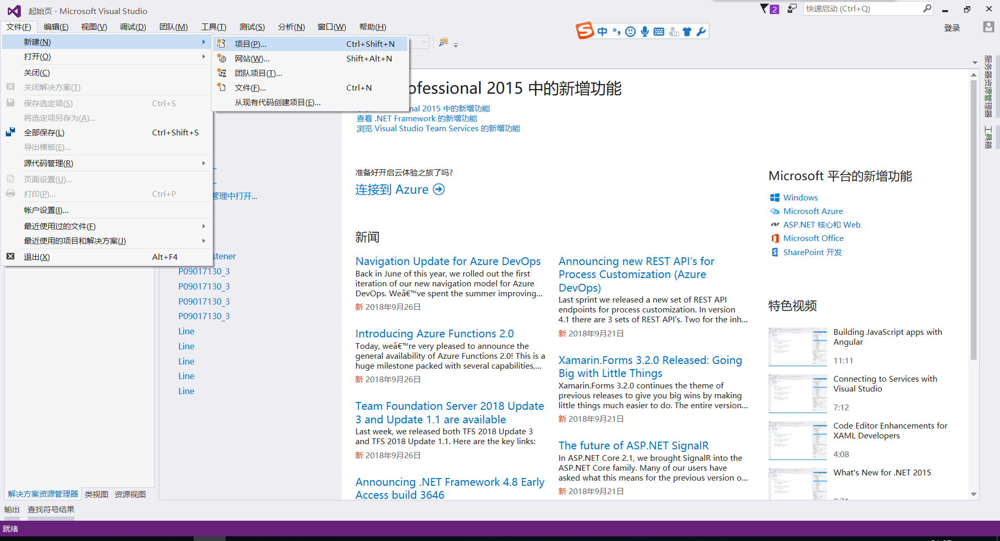 起始页 - Microsoft Visual Studio
2
快速启动 (Ctrl+Q)
文件(F) 编辑(E) 视图(V) 调试(D) 团队(M) 工具(T) 测试(S) 分析(N) 窗口(W) 帮助(H)
登录
中
新建(N)
打开(O)
关闭(C)
关闭解决方案(T)
保存选定项(S) Ctrl+S
将选定项另存为(A)...
全部保存(L) Ctrl+Shift+S
导出模板(E)...
源代码管理(R)
页面设置(U)...
打印(P)... Ctrl+P
帐户设置(I)...
最近使用过的文件(F)
最近使用的项目和解决方案(J)
退出(X) Alt+F4
项目(P)... Ctrl+Shift+N
网站(W)... Shift+Alt+N
团队项目(T)...
文件(F)... Ctrl+N
从现有代码创建项目(E)...
..
..
管理中打开...
stener
P09017130_3
P09017130_3
P09017130_3
P09017130_3
Line
Line
Line
Line
Line
ofessional 2015 中的新增功能
nal 2015 中的新增功能
查看 .NET Framework 的新增功能
浏览 Visual Studio Team Services 的新增功能
准备好开启云体验之旅了吗?
连接到 Azure
新闻
Navigation Update for Azure DevOps
Back in June of this year, we rolled out the first
iteration of our new navigation model for Azure
DevOps. Weâ€™ve spent the summer improving...
新 2018年9月26日
Introducing Azure Functions 2.0
Today, weâ€™re very pleased to announce the
general availability of Azure Functions 2.0! This is a
huge milestone packed with several capabilities,...
新 2018年9月26日
Team Foundation Server 2018 Update
3 and Update 1.1 are available
Last week, we released both TFS 2018 Update 3
and TFS 2018 Update 1.1. Here are the key links:
新 2018年9月26日
Announcing .NET Framework 4.8 Early
Access build 3646
Announcing new REST API's for
Process Customization (Azure
DevOps)
Last sprint we released a new set of REST API
endpoints for process customization. In version
4.1 there are 3 sets of REST API's. Two for the inh...
新 2018年9月21日
Xamarin.Forms 3.2.0 Released: Going
Big with Little Things
Xamarin.Forms 3.2.0 continues the theme of
previous releases to give you big wins by making
little things much easier to do. The entire version...
新 2018年9月21日
The future of ASP.NET SignalR
In ASP.NET Core 2.1, we brought SignalR into the
ASP.NET Core family. Many of our users have
asked what this means for the previous version o...
新 2018年9月21日
Microsoft 平台的新增功能
Windows
Microsoft Azure
ASP.NET 核心和 Web
Microsoft Office
SharePoint 开发
特色视频
Building JavaScript apps with
Angular
11:11
Connecting to Services with
Visual Studio
7:12
Code Editor Enhancements for
XAML Developers
4:08
What's New for .NET 2015
服务器资源管理器
工具箱
解决方案资源管理器 类视图 资源视图
输出 查找符号结果
就绪